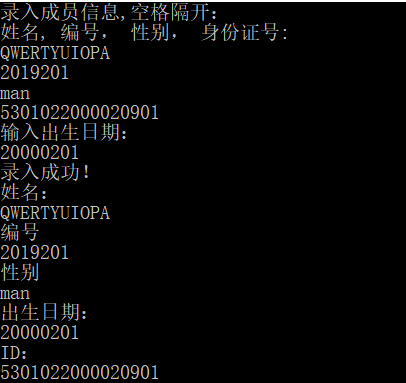 录入成员信息,空格隔开：
姓名, 编号， 性别， 身份证号:
QWERTYUIOPA
2019201
man
5301022000020901
输入出生日期：
20000201
录入成功！
姓名：
QWERTYUIOPA
编号
2019201
性别
man
出生日期：
20000201
ID：
5301022000020901